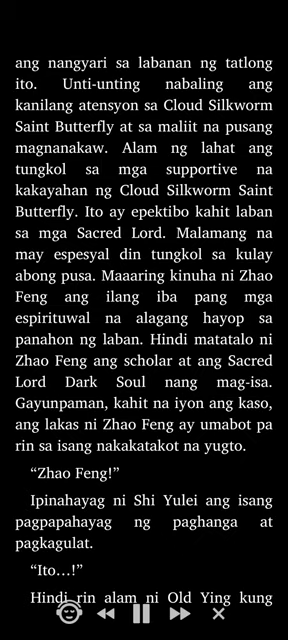 ang nangyari sa labanan ng tatlong
ito. Unti-unting nabaling ang
kanilang atensyon sa Cloud Silkworm
Saint Butterfly at sa maliit na pusang
magnanakaw. Alam ng lahat ang
tungkol sa mga supportive na
kakayahan ng Cloud Silkworm Saint
Butterfly. Ito ay epektibo kahit laban
sa mga Sacred Lord. Malamang na
may espesyal din tungkol sa kulay
abong pusa. Maaaring kinuha ni Zhao
Feng ang ilang iba pang mga
espirituwal na alagang hayop sa
panahon ng laban. Hindi matatalo ni
Zhao Feng ang scholar at ang Sacred
Lord Dark Soul nang mag-isa.
Gayunpaman, kahit na iyon ang kaso,
ang lakas ni Zhao Feng ay umabot pa
rin sa isang nakakatakot na yugto.
“Zhao Feng!”
Ipinahayag ni Shi Yulei ang isang
pagpapahayag ng paghanga at
pagkagulat.
“Ito…!”
Hindi rin alam ni Old Ying kung